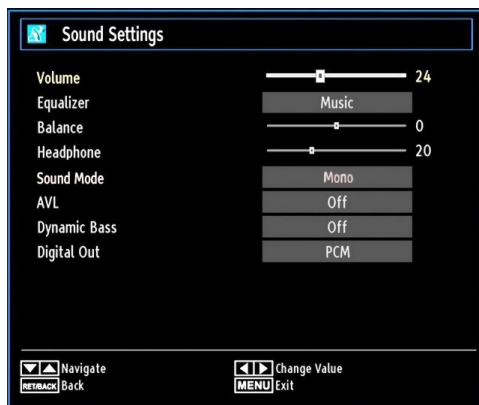 Sound Settings
Volume 24
Equalizer Music
Balance 0
Headphone 20
Sound Mode Mono
AVL Off
Dynamic Bass Off
Digital Out PCM
Navigate Change Value
RET/BACK Back MENU Exit